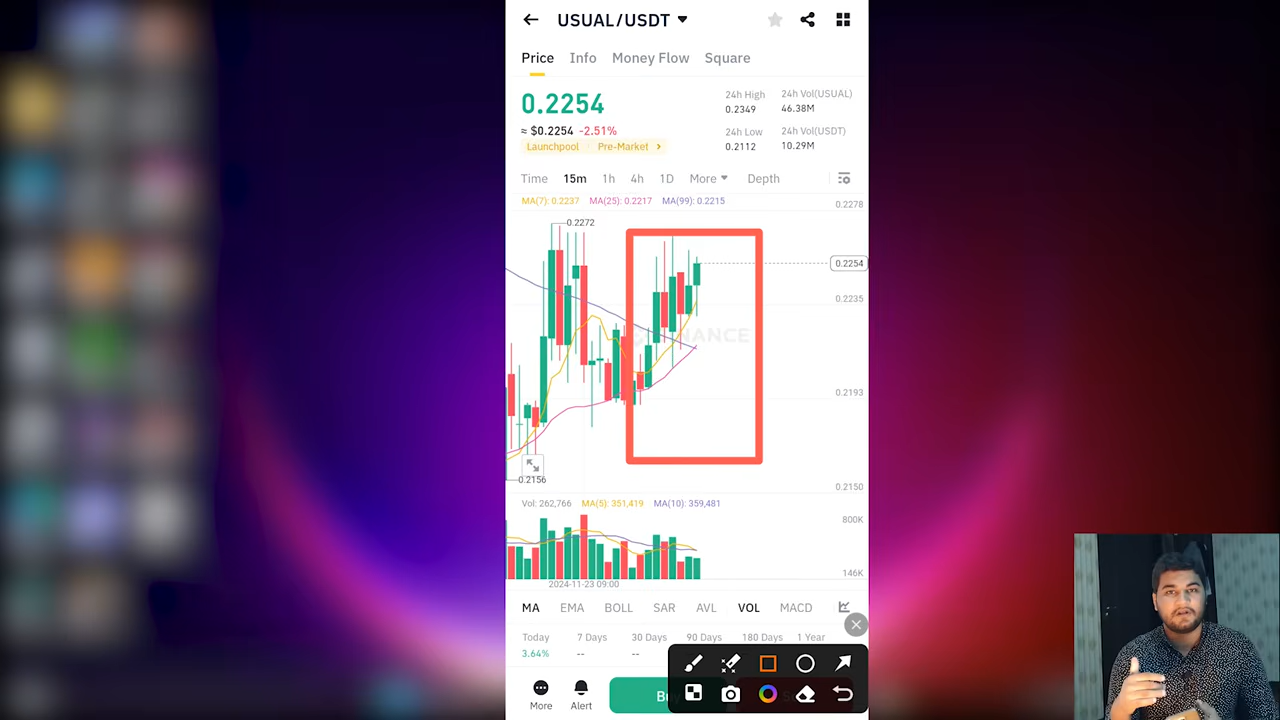 USUAL/USDT
Price Info Money Flow Square
0.2254
≈ $0.2254 -2.51%
Launchpool Pre-Market
24h High
0.2349
24h Vol(USUAL)
46.38M
24h Low
0.2112
24h Vol(USDT)
10.29M
Time 15m 1h 4h 1D More Depth
MA(7): 0.2237 MA(25): 0.2217 MA(99): 0.2215
0.2278
0.2272
0.2254
0.2235
NANCE
0.2193
0.2156
0.2150
Vol: 262,766 MA(5): 351,419 MA(10): 359,481
800K
146K
2024-11-23 09:00
MA EMA BOLL SAR AVL VOL MACD
Today 7 Days 30 Days 90 Days 180 Days 1 Year
3.64% -- --
More Alert